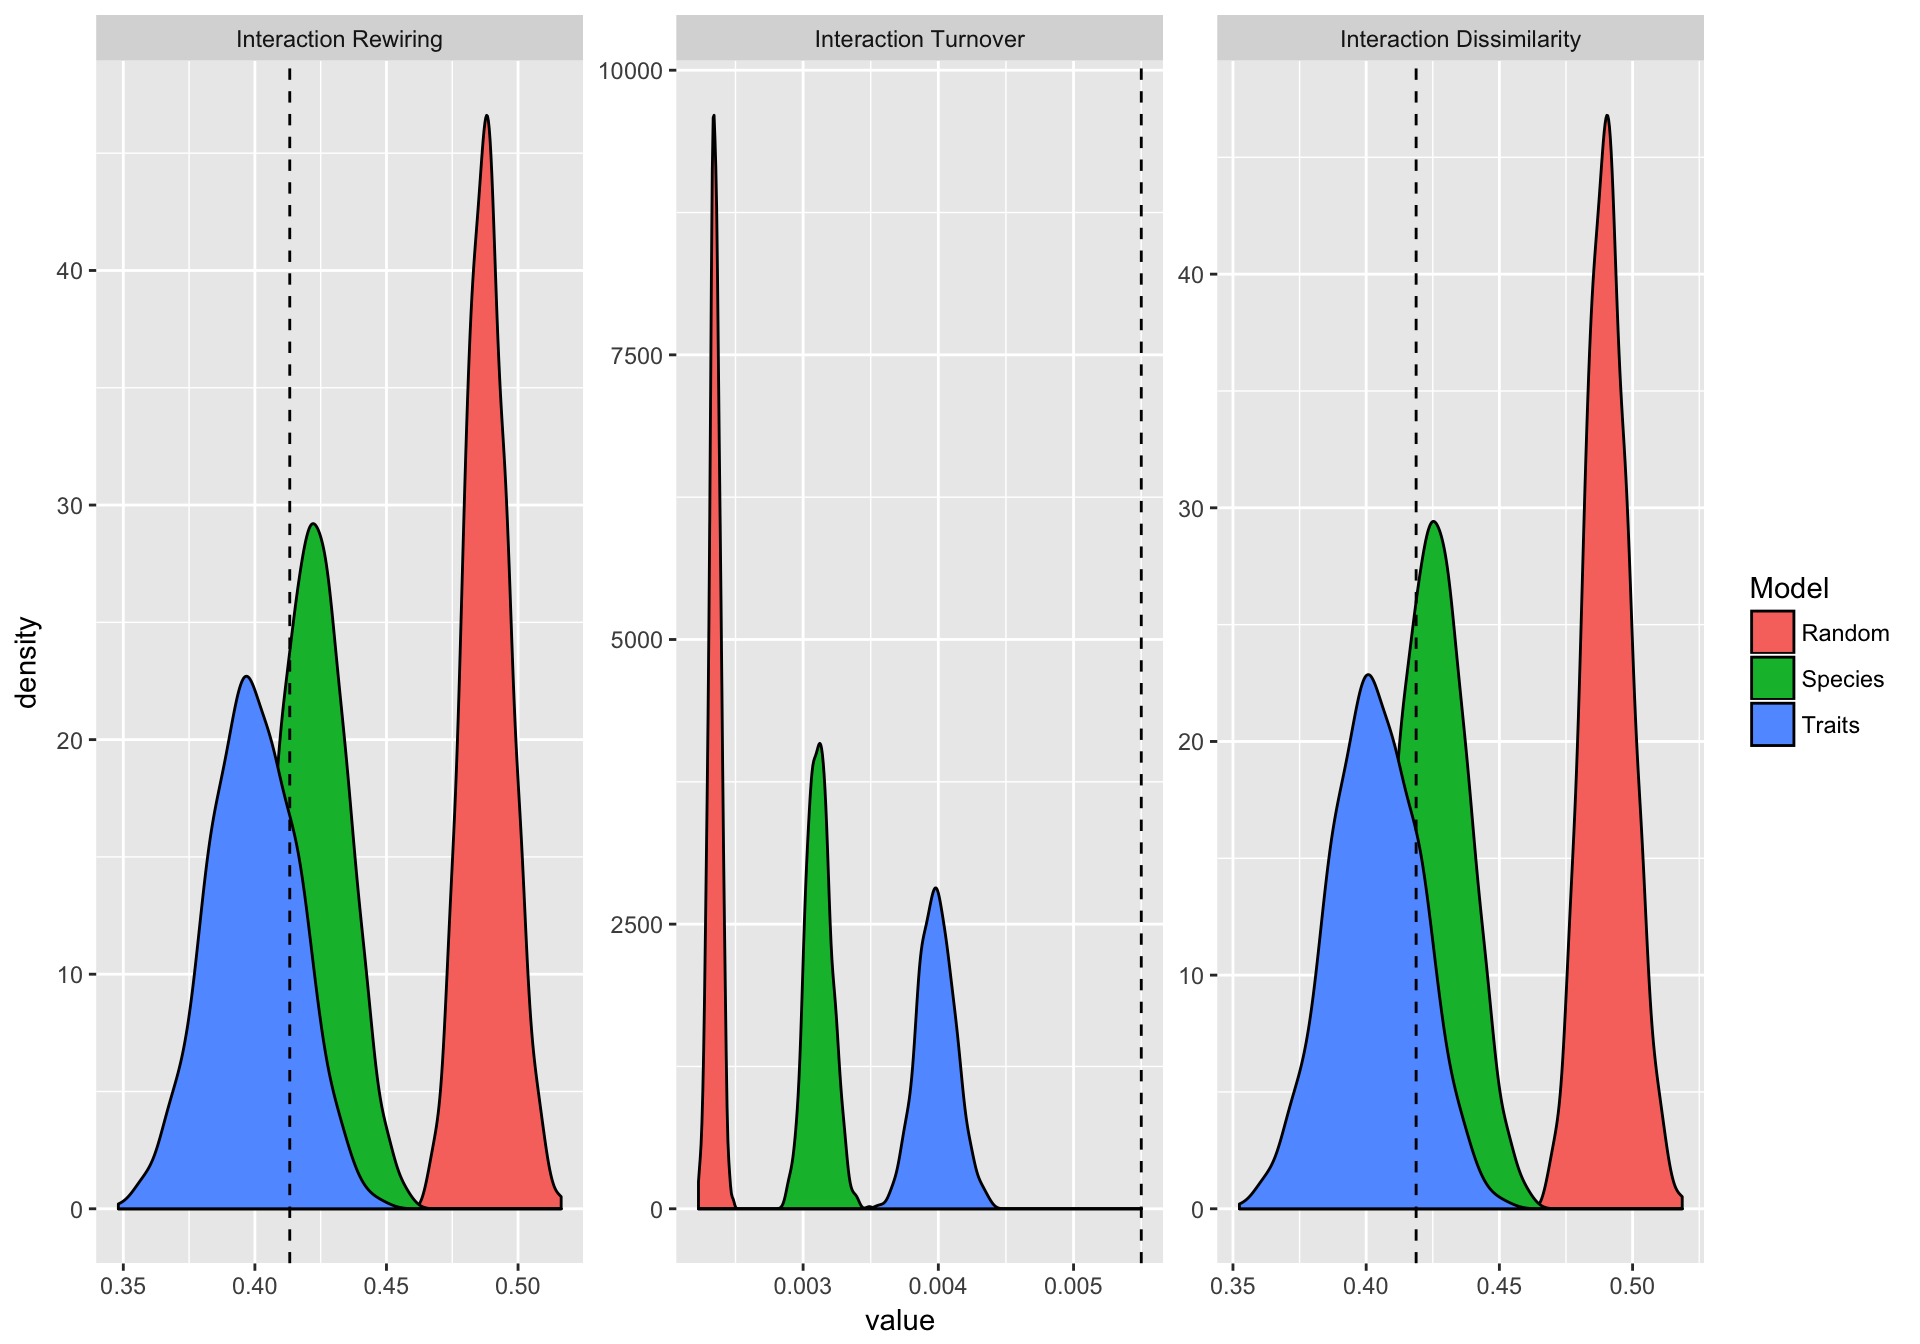 Interaction Rewiring
Interaction Turnover
Interaction Dissimilarity
density
40
30
20
10
0
0.35 0.40 0.45 0.50
10000
7500
5000
2500
0
0.003 0.004 0.005
40
30
20
10
0
0.35 0.40 0.45 0.50
value
Model
Random
Species
Traits